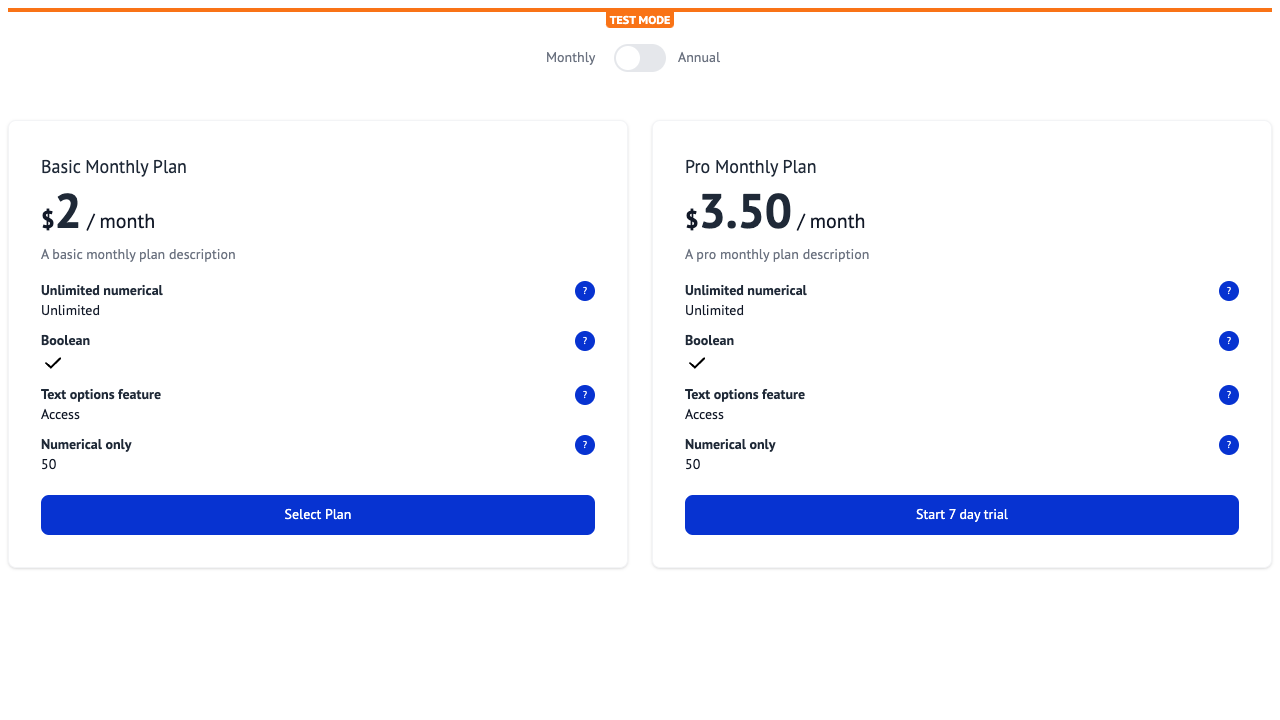 TEST MODE
Monthly Annual
Basic Monthly Plan
$2 / month
A basic monthly plan description
Unlimited numerical ?
Unlimited
Boolean ?
Text options feature ?
Access
Numerical only ?
50
Select Plan
Pro Monthly Plan
$3.50 / month
A pro monthly plan description
Unlimited numerical ?
Unlimited
Boolean ?
Text options feature ?
Access
Numerical only ?
50
Start 7 day trial